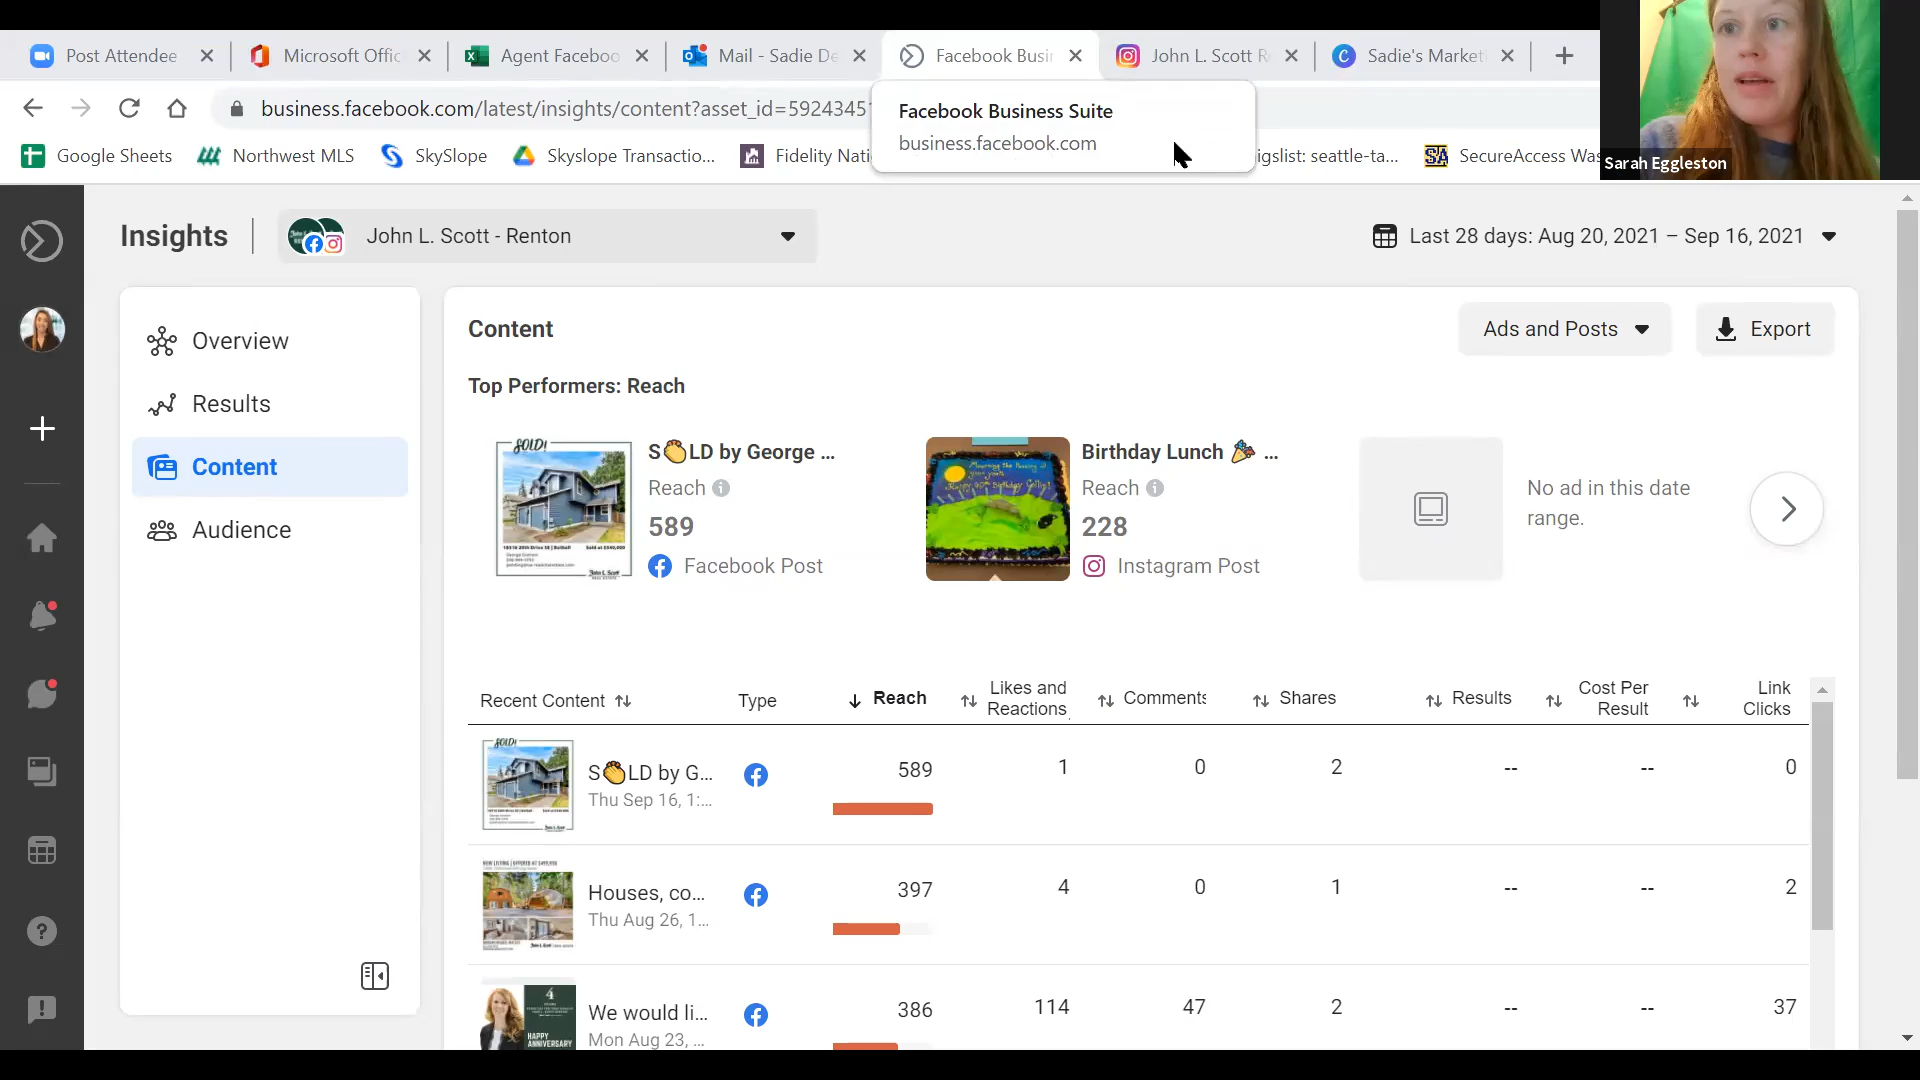 Post Attendee
Microsoft Offic
Agent Faceboo
Mail - Sadie De
Facebook Busin
John L. Scott R
Sadie's Market
business.facebook.com/latest/insights/content?asset_id=5924345
Facebook Business Suite
business.facebook.com
Google Sheets
Northwest MLS
SkySlope
Skyslope Transactio...
Fidelity Nati
igslist: seattle-ta...
SecureAccess Was
Sarah Eggleston
Insights
John L. Scott - Renton
Last 28 days: Aug 20, 2021 – Sep 16, 2021
Overview
Results
Content
Audience
Content
Ads and Posts
Export
Top Performers: Reach
SOLD!
S👏LD by George ...
Reach
589
Facebook Post
Birthday Lunch 🎉 ...
Reach
228
Instagram Post
No ad in this date
range.
Recent Content
Type
Reach
Likes and
Reactions
Comments
Shares
Results
Cost Per
Result
Link
Clicks
SOLD!
S👏LD by G...
Thu Sep 16, 1:...
589
1
0
2
--
--
0
Houses, co...
Thu Aug 26, 1...
397
4
0
1
--
--
2
4
HAPPY
ANNIVERSARY
We would li...
Mon Aug 23, ...
386
114
47
2
--
--
37